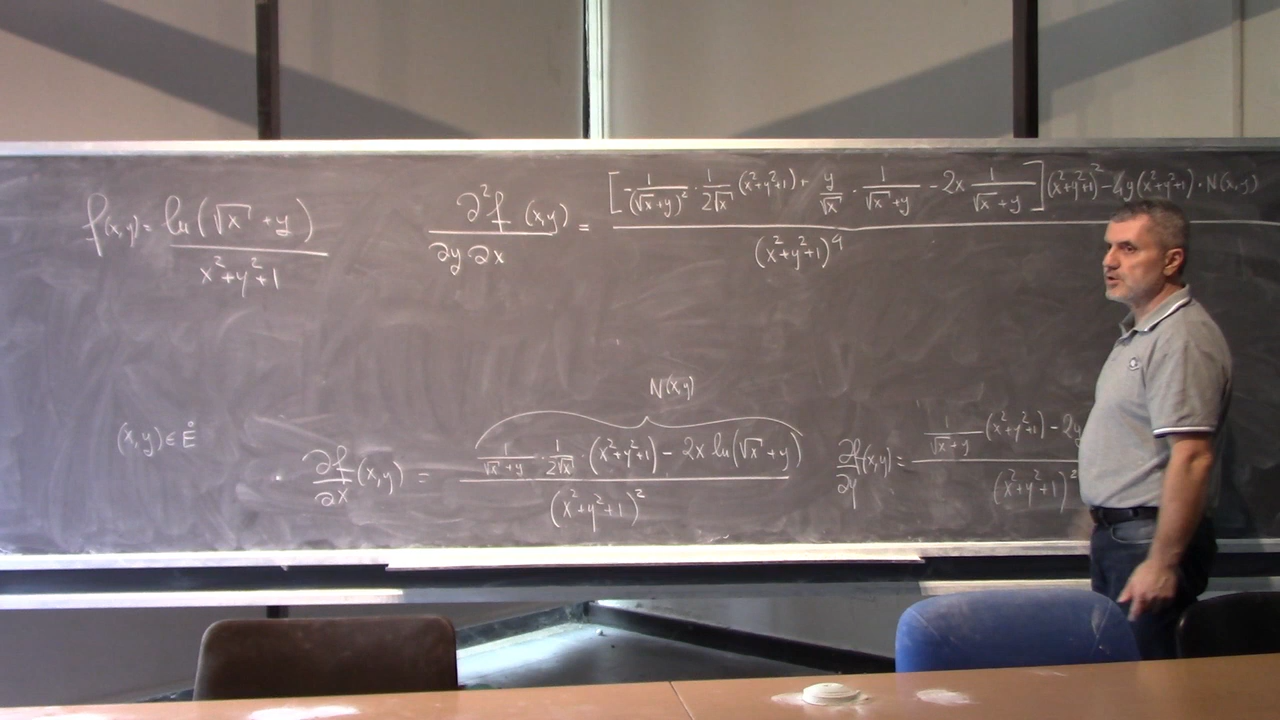 f(x,y) = ln(√x + y) / (x²+y²+1)
∂²f/∂y∂x (x,y) = [-1/(√x+y)² · 1/2√x (x²+y²+1) + y/√x · 1/(√x+y) - 2x 1/(√x+y)] (x²+y²+1)² - 4y(x²+y²+1) · N(x,y) / (x²+y²+1)⁴
N(x,y)
(x,y) ∈ E̊
∂f/∂x (x,y) = 1/(√x+y) · 1/2√x · (x²+y²+1) - 2x ln(√x + y) / (x²+y²+1)²
∂f/∂y (x,y) = 1/(√x+y) (x²+y²+1) - 2y / (x²+y²+1)²